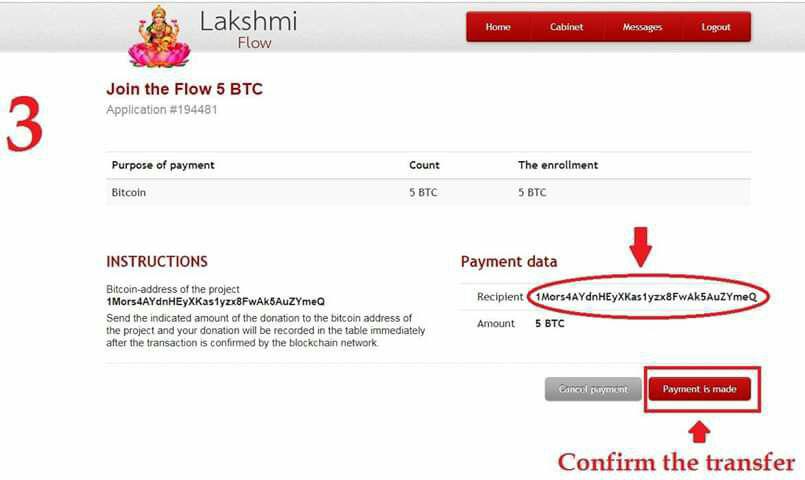 Lakshmi
Flow
Home Cabinet Messages Logout
3
Join the Flow 5 BTC
Application #194481
Purpose of payment Count The enrollment
Bitcoin 5 BTC 5 BTC
INSTRUCTIONS
Bitcoin-address of the project
1Mors4AYdnHEyXKas1yzx8FwAk5AuZYmeQ
Send the indicated amount of the donation to the bitcoin address of
the project and your donation will be recorded in the table immediately
after the transaction is confirmed by the blockchain network.
Payment data
Recipient 1Mors4AYdnHEyXKas1yzx8FwAk5AuZYmeQ
Amount 5 BTC
Cancel payment Payment is made
Confirm the transfer